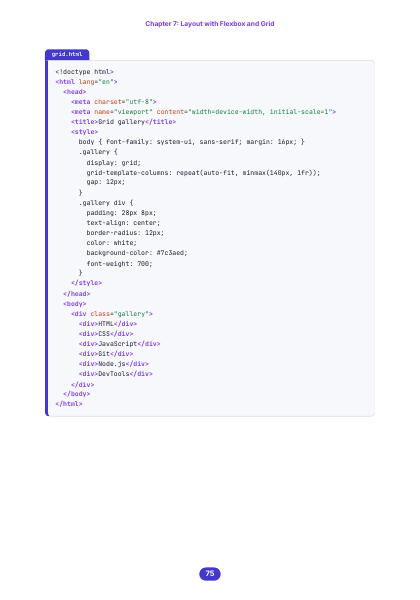 Chapter 7: Layout with Flexbox and Grid
grid.html
<!doctype html>
<html lang="en">
  <head>
    <meta charset="utf-8">
    <meta name="viewport" content="width=device-width, initial-scale=1">
    <title>Grid gallery</title>
    <style>
      body { font-family: system-ui, sans-serif; margin: 16px; }
      .gallery {
        display: grid;
        grid-template-columns: repeat(auto-fit, minmax(140px, 1fr));
        gap: 12px;
      }
      .gallery div {
        padding: 28px 8px;
        text-align: center;
        border-radius: 12px;
        color: white;
        background-color: #7c3aed;
        font-weight: 700;
      }
    </style>
  </head>
  <body>
    <div class="gallery">
      <div>HTML</div>
      <div>CSS</div>
      <div>JavaScript</div>
      <div>Git</div>
      <div>Node.js</div>
      <div>DevTools</div>
    </div>
  </body>
</html>
75